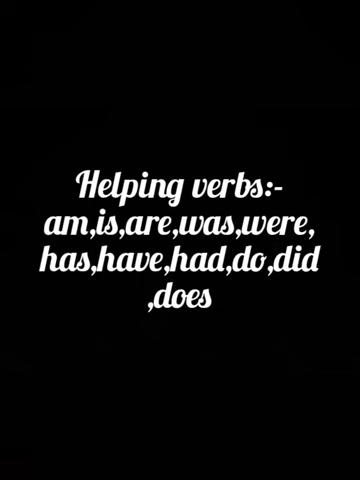 Helping verbs:-
am,is,are,was,were,
has,have,had,do,did
,does